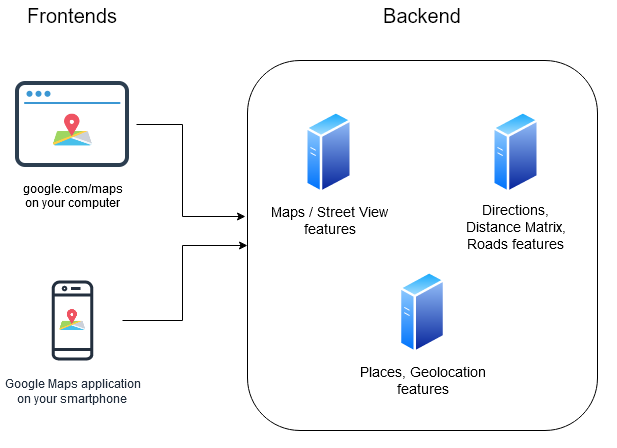 Frontends
Backend
google.com/maps
on your computer
Maps / Street View
features
Directions,
Distance Matrix,
Roads features
Places, Geolocation
features
Google Maps application
on your smartphone